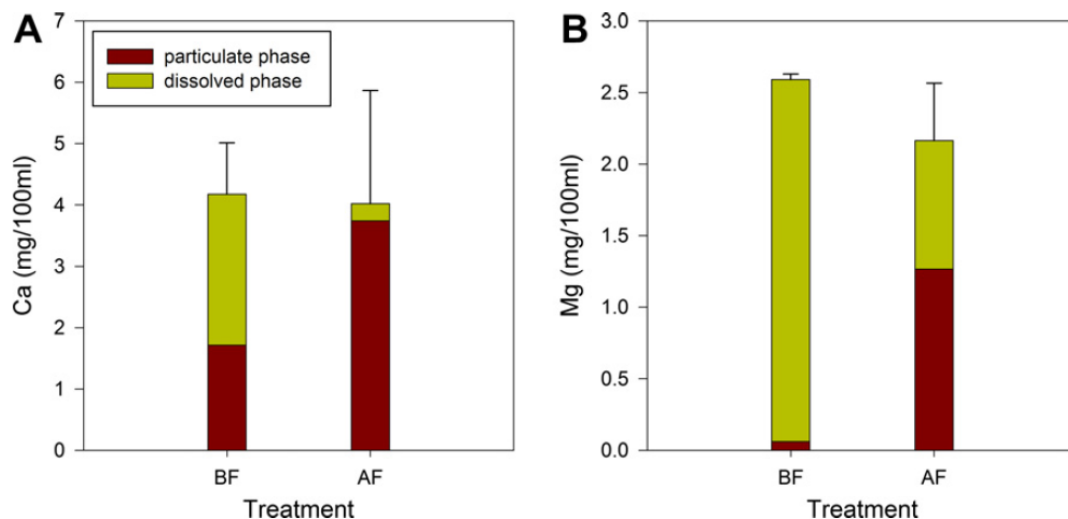 A
particulate phase
dissolved phase
Ca (mg/100ml)
7
6
5
4
3
2
1
0
BF AF
Treatment
B
Mg (mg/100ml)
3.0
2.5
2.0
1.5
1.0
0.5
0.0
BF AF
Treatment